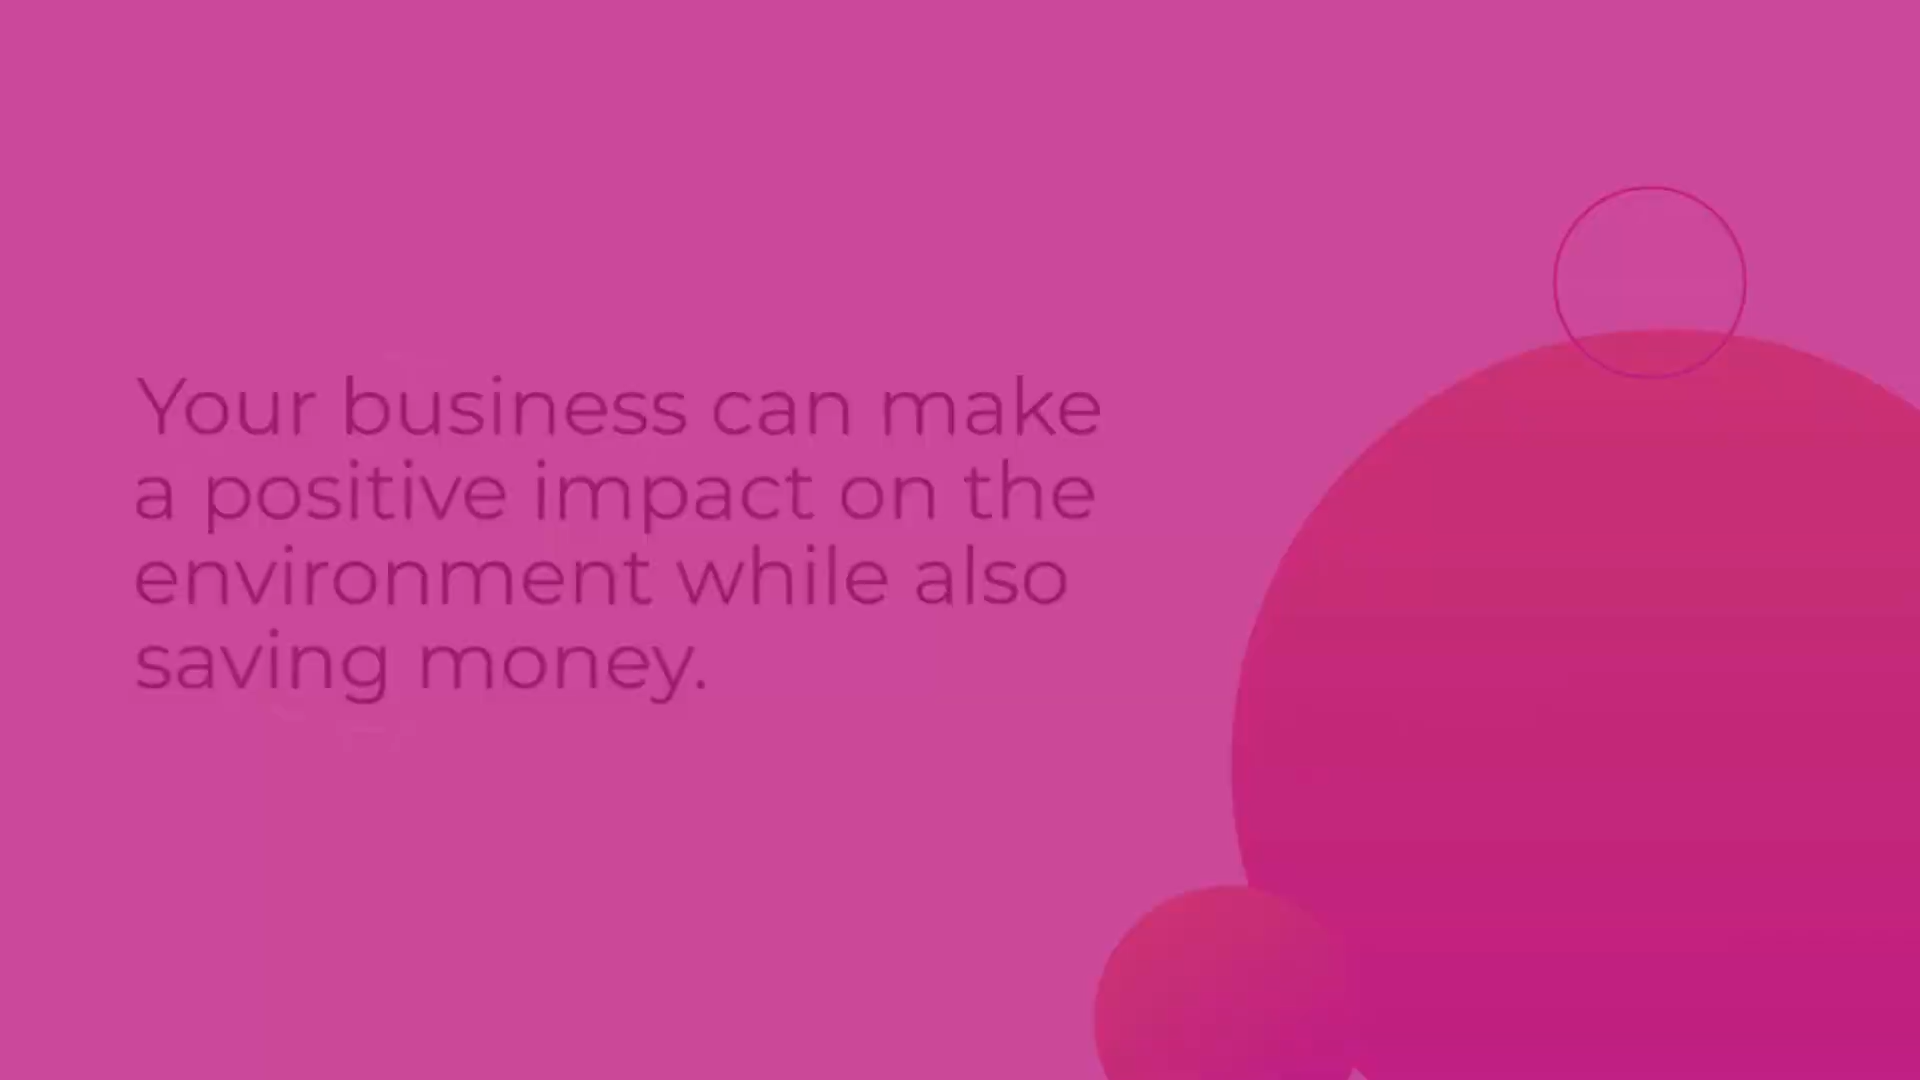 Your business can make
a positive impact on the
environment while also
saving money.